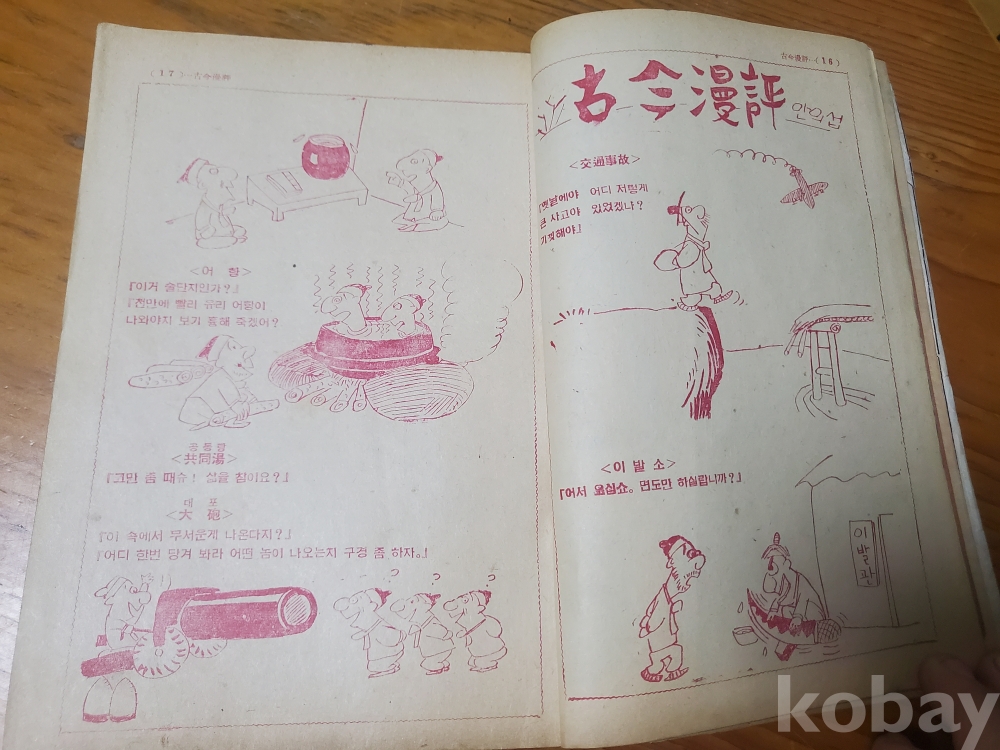 古今漫評…(16)
古今漫評
안의섭
<交通事故>
『옛날에야 어디 저렇게
큰 사고야 있었겠나?
기껏해야』
<이발소>
『어서 오십쇼. 면도만 하실랍니까?』
이발관
(17)…古今漫評
<어항>
『이거 술단지인가?』
『천만에 빨리 유리 어항이
나와야지 보기 흉해 죽겠어?
공동탕
<共同湯>
『고만 좀 때슈! 설을 참이요?』
대포
<大砲>
『이 속에서 무서운게 나온다지?』
『어디 한번 당겨 봐라 어떤 놈이 나오는지 구경 좀 하자。』
? ? ?
kobay